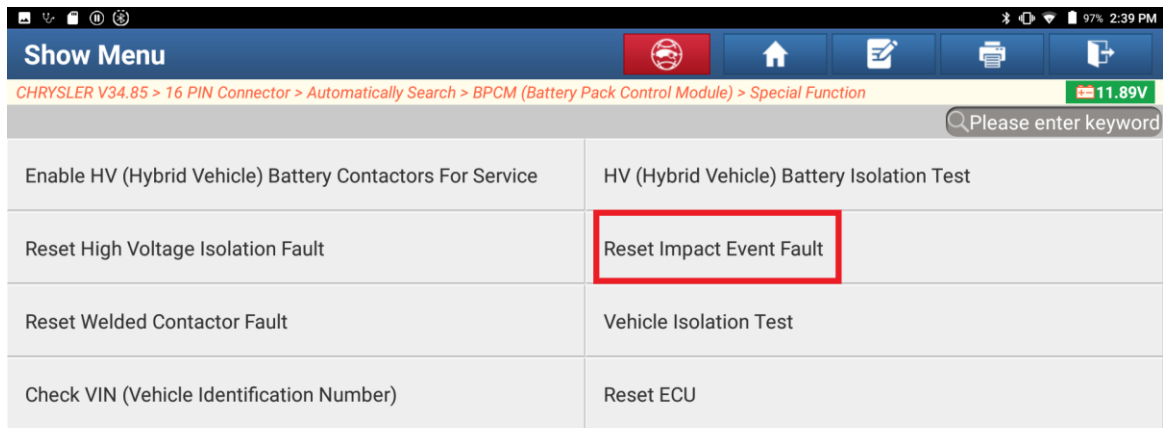 97% 2:39 PM
Show Menu
CHRYSLER V34.85 > 16 PIN Connector > Automatically Search > BPCM (Battery Pack Control Module) > Special Function
11.89V
Please enter keyword
Enable HV (Hybrid Vehicle) Battery Contactors For Service
HV (Hybrid Vehicle) Battery Isolation Test
Reset High Voltage Isolation Fault
Reset Impact Event Fault
Reset Welded Contactor Fault
Vehicle Isolation Test
Check VIN (Vehicle Identification Number)
Reset ECU